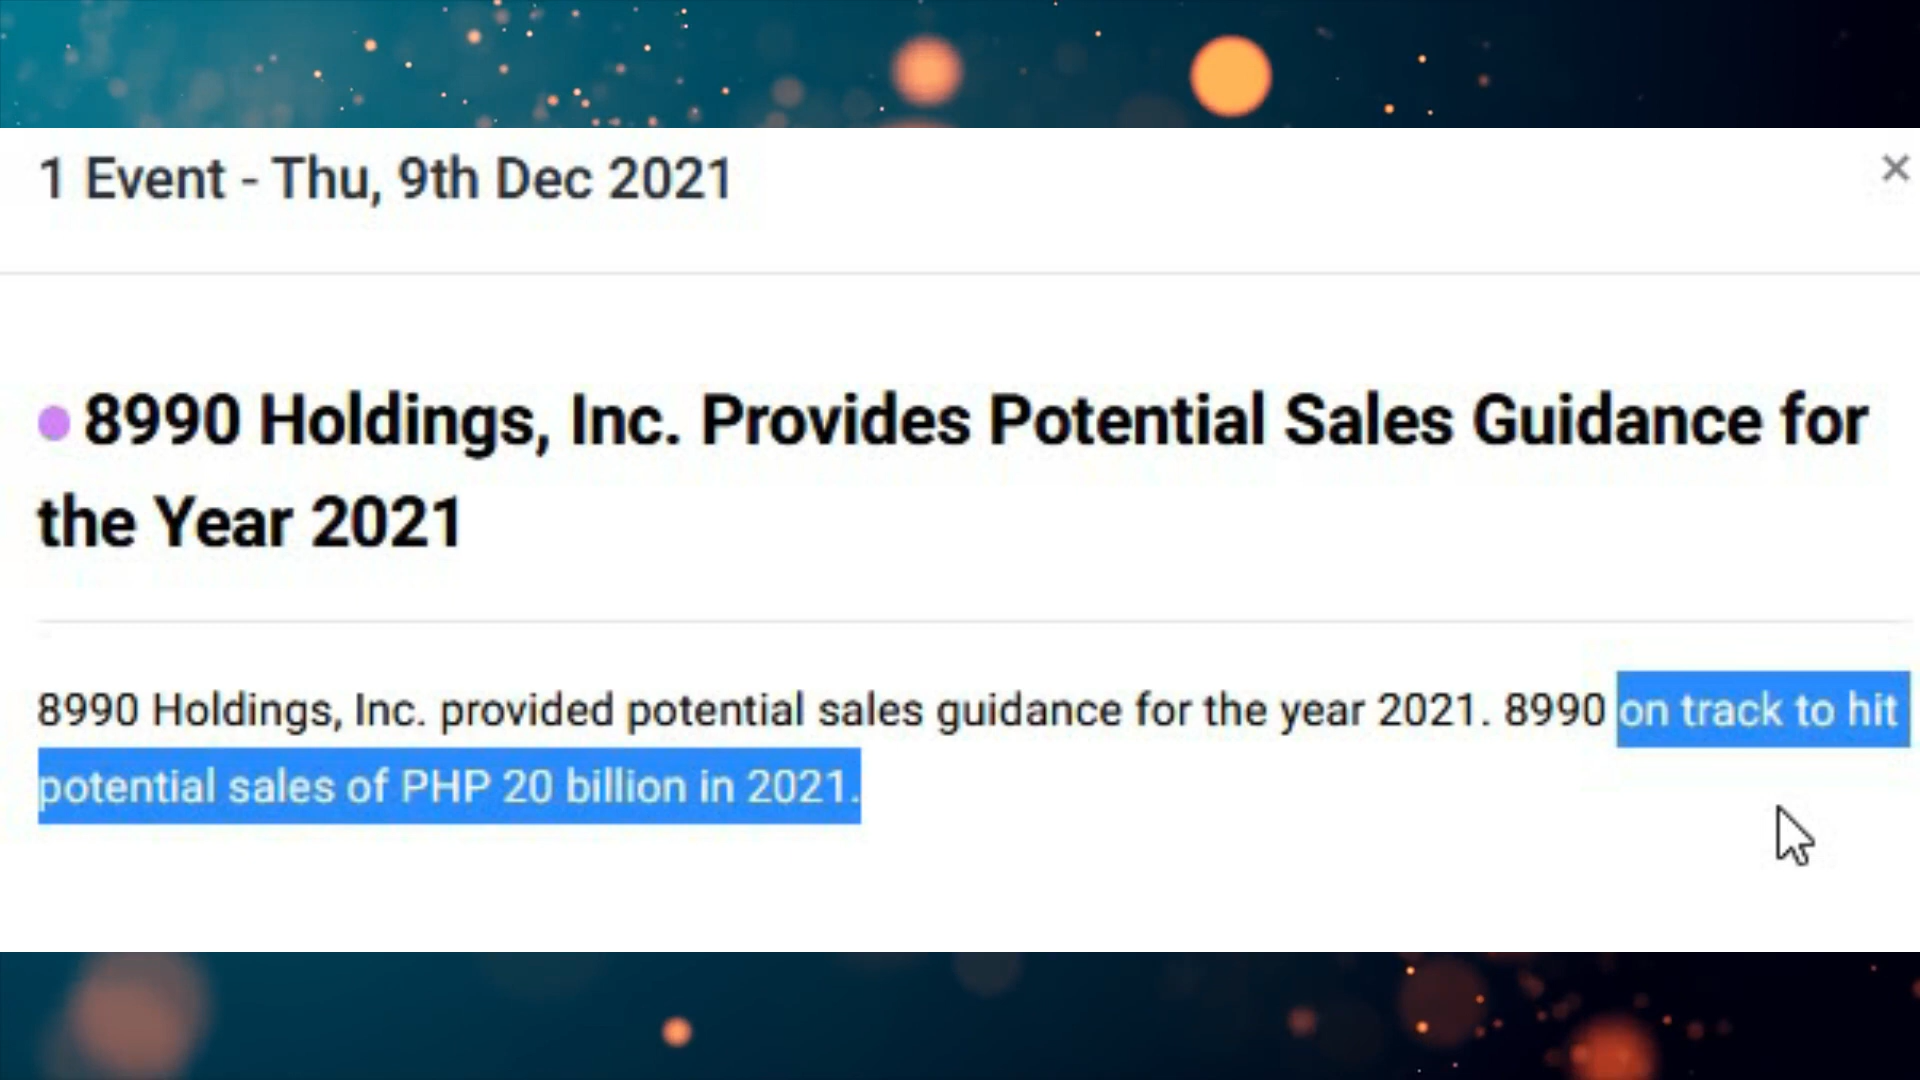 1 Event - Thu, 9th Dec 2021
8990 Holdings, Inc. Provides Potential Sales Guidance for
the Year 2021
8990 Holdings, Inc. provided potential sales guidance for the year 2021. 8990 on track to hit
potential sales of PHP 20 billion in 2021.